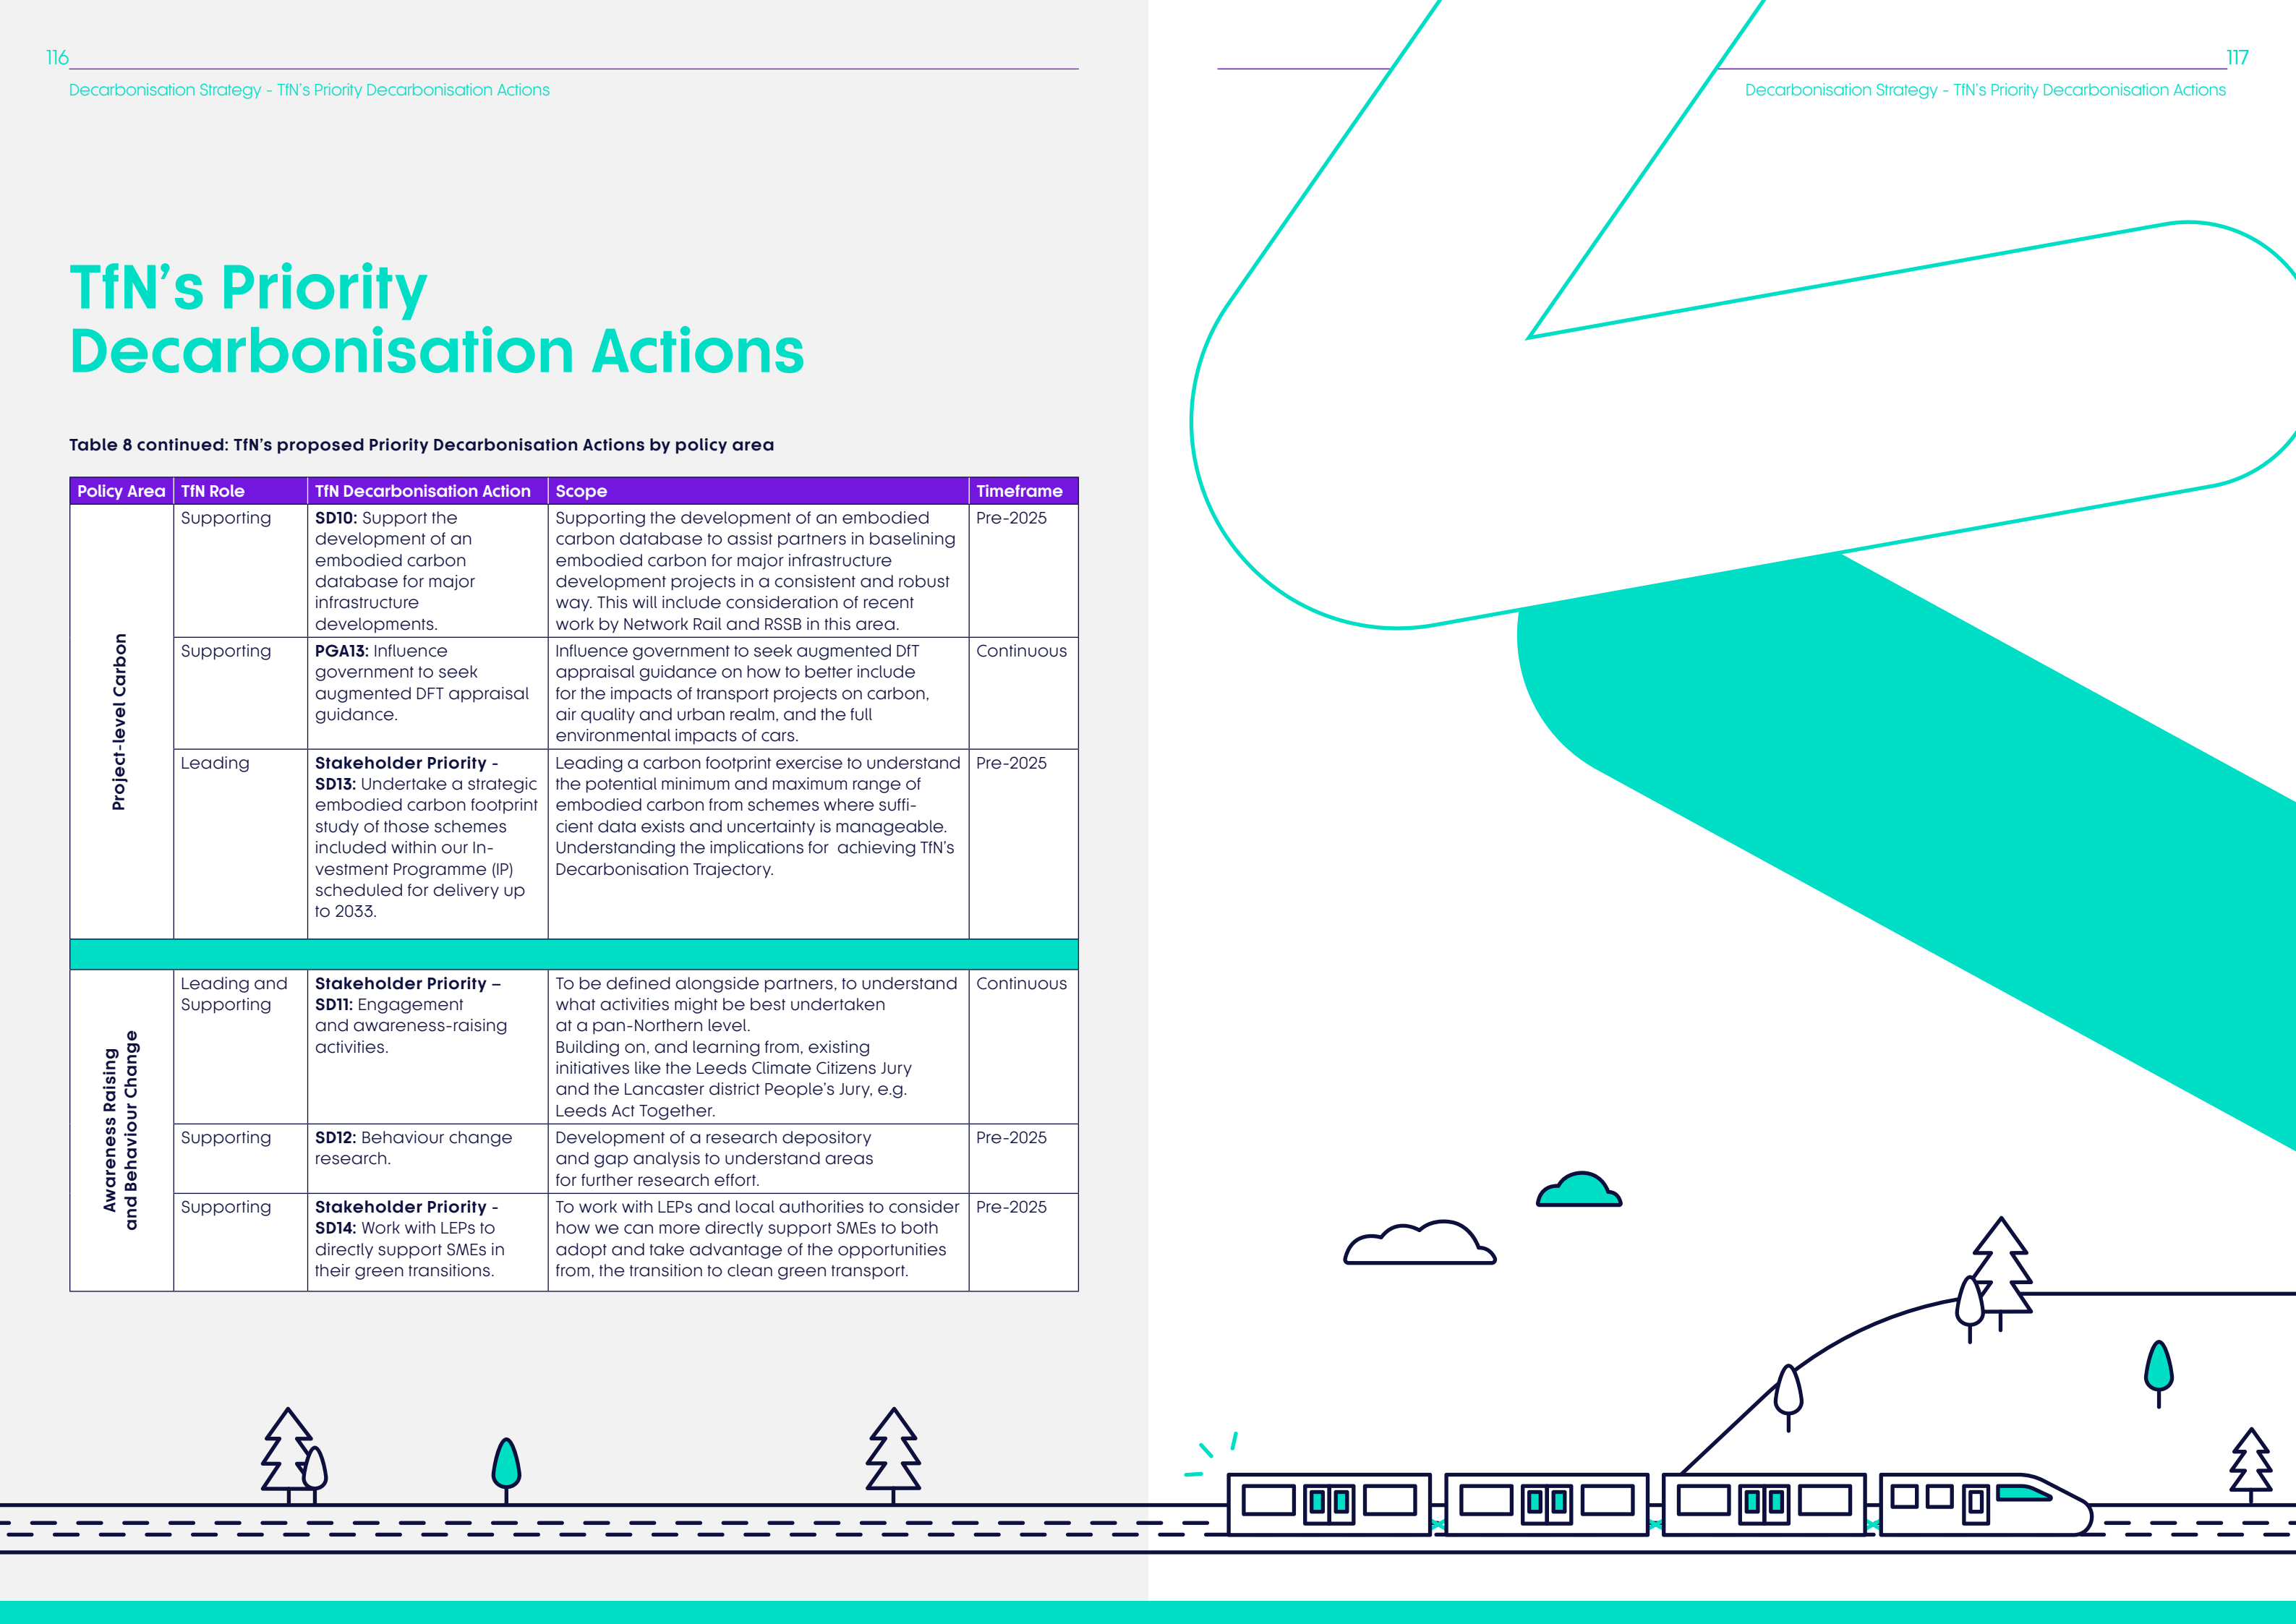 116
Decarbonisation Strategy - TfN's Priority Decarbonisation Actions
117
Decarbonisation Strategy - TfN's Priority Decarbonisation Actions
TfN's Priority
Decarbonisation Actions
Table 8 continued: TfN's proposed Priority Decarbonisation Actions by policy area
Policy Area
TfN Role
TfN Decarbonisation Action
Scope
Timeframe
Project-level Carbon
Supporting
SD10: Support the
development of an
embodied carbon
database for major
infrastructure
developments.
Supporting the development of an embodied
carbon database to assist partners in baselining
embodied carbon for major infrastructure
development projects in a consistent and robust
way. This will include consideration of recent
work by Network Rail and RSSB in this area.
Pre-2025
Supporting
PGA13: Influence
government to seek
augmented DFT appraisal
guidance.
Influence government to seek augmented DfT
appraisal guidance on how to better include
for the impacts of transport projects on carbon,
air quality and urban realm, and the full
environmental impacts of cars.
Continuous
Leading
Stakeholder Priority -
SD13: Undertake a strategic
embodied carbon footprint
study of those schemes
included within our In-
vestment Programme (IP)
scheduled for delivery up
to 2033.
Leading a carbon footprint exercise to understand
the potential minimum and maximum range of
embodied carbon from schemes where suffi-
cient data exists and uncertainty is manageable.
Understanding the implications for  achieving TfN's
Decarbonisation Trajectory.
Pre-2025
Awareness Raising
and Behaviour Change
Leading and
Supporting
Stakeholder Priority –
SD11: Engagement
and awareness-raising
activities.
To be defined alongside partners, to understand
what activities might be best undertaken
at a pan-Northern level.
Building on, and learning from, existing
initiatives like the Leeds Climate Citizens Jury
and the Lancaster district People's Jury, e.g.
Leeds Act Together.
Continuous
Supporting
SD12: Behaviour change
research.
Development of a research depository
and gap analysis to understand areas
for further research effort.
Pre-2025
Supporting
Stakeholder Priority -
SD14: Work with LEPs to
directly support SMEs in
their green transitions.
To work with LEPs and local authorities to consider
how we can more directly support SMEs to both
adopt and take advantage of the opportunities
from, the transition to clean green transport.
Pre-2025